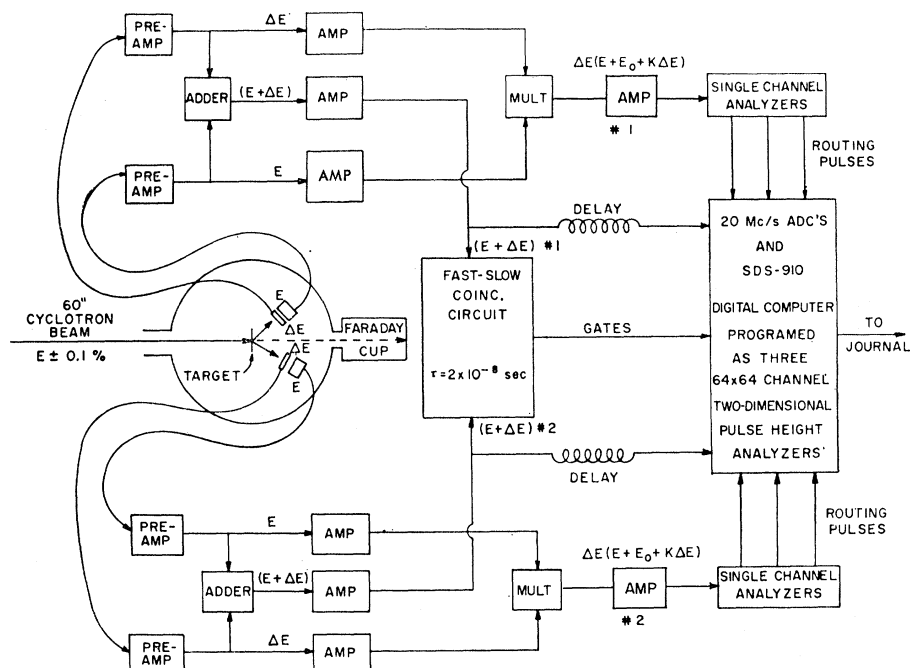 PRE-
AMP
ΔE
AMP
ADDER
(E+ΔE)
AMP
PRE-
AMP
E
AMP
MULT
ΔE(E+E₀+KΔE)
AMP
# 1
SINGLE CHANNEL
ANALYZERS
ROUTING
PULSES
DELAY
(E+ΔE) #1
FAST-SLOW
COINC.
CIRCUIT
τ=2x10⁻⁸ sec
GATES
20 Mc/s ADC'S
AND
SDS-910
DIGITAL COMPUTER
PROGRAMED
AS THREE
64x64 CHANNEL
TWO-DIMENSIONAL
PULSE HEIGHT
ANALYZERS'
TO
JOURNAL
60"
CYCLOTRON
BEAM
E ± 0.1 %
TARGET
E
ΔE
ΔE
E
FARADAY
CUP
(E+ΔE) #2
DELAY
PRE-
AMP
E
AMP
ADDER
(E+ΔE)
AMP
PRE-
AMP
ΔE
AMP
MULT
ΔE(E+E₀+KΔE)
AMP
#2
SINGLE CHANNEL
ANALYZERS
ROUTING
PULSES